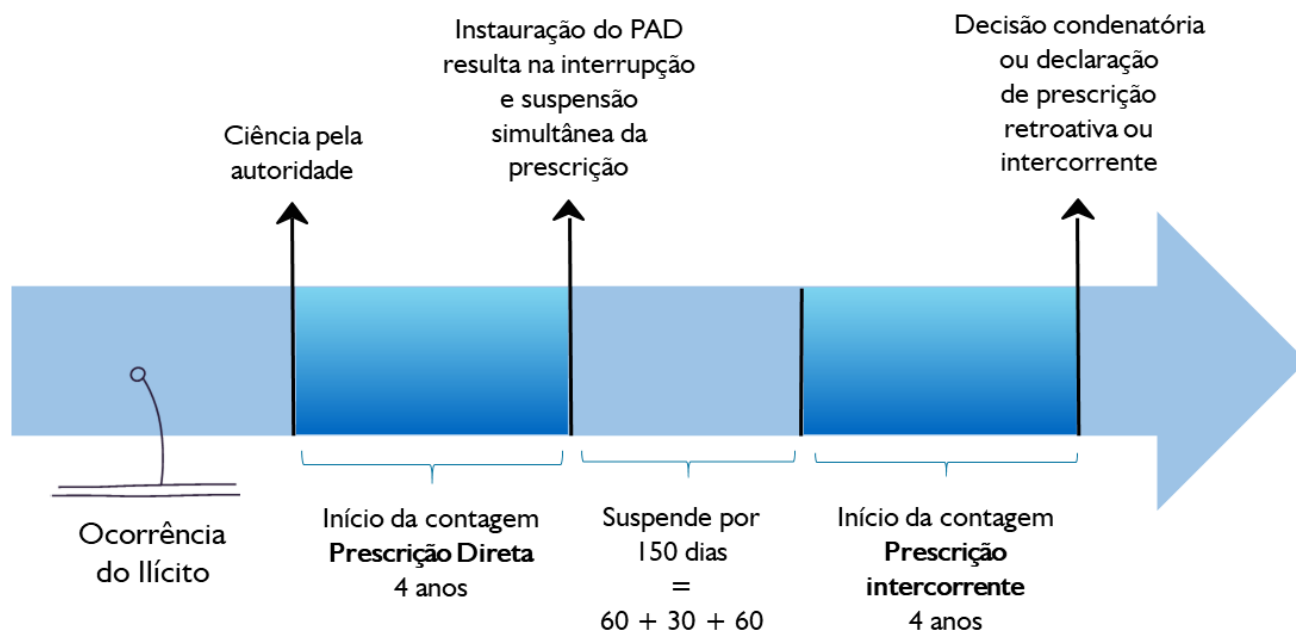 Ciência pela
autoridade
Instauração do PAD
resulta na interrupção
e suspensão
simultânea da
prescrição
Decisão condenatória
ou declaração
de prescrição
retroativa ou
intercorrente
Ocorrência
do Ilícito
Início da contagem
Prescrição Direta
4 anos
Suspende por
150 dias
=
60 + 30 + 60
Início da contagem
Prescrição
intercorrente
4 anos